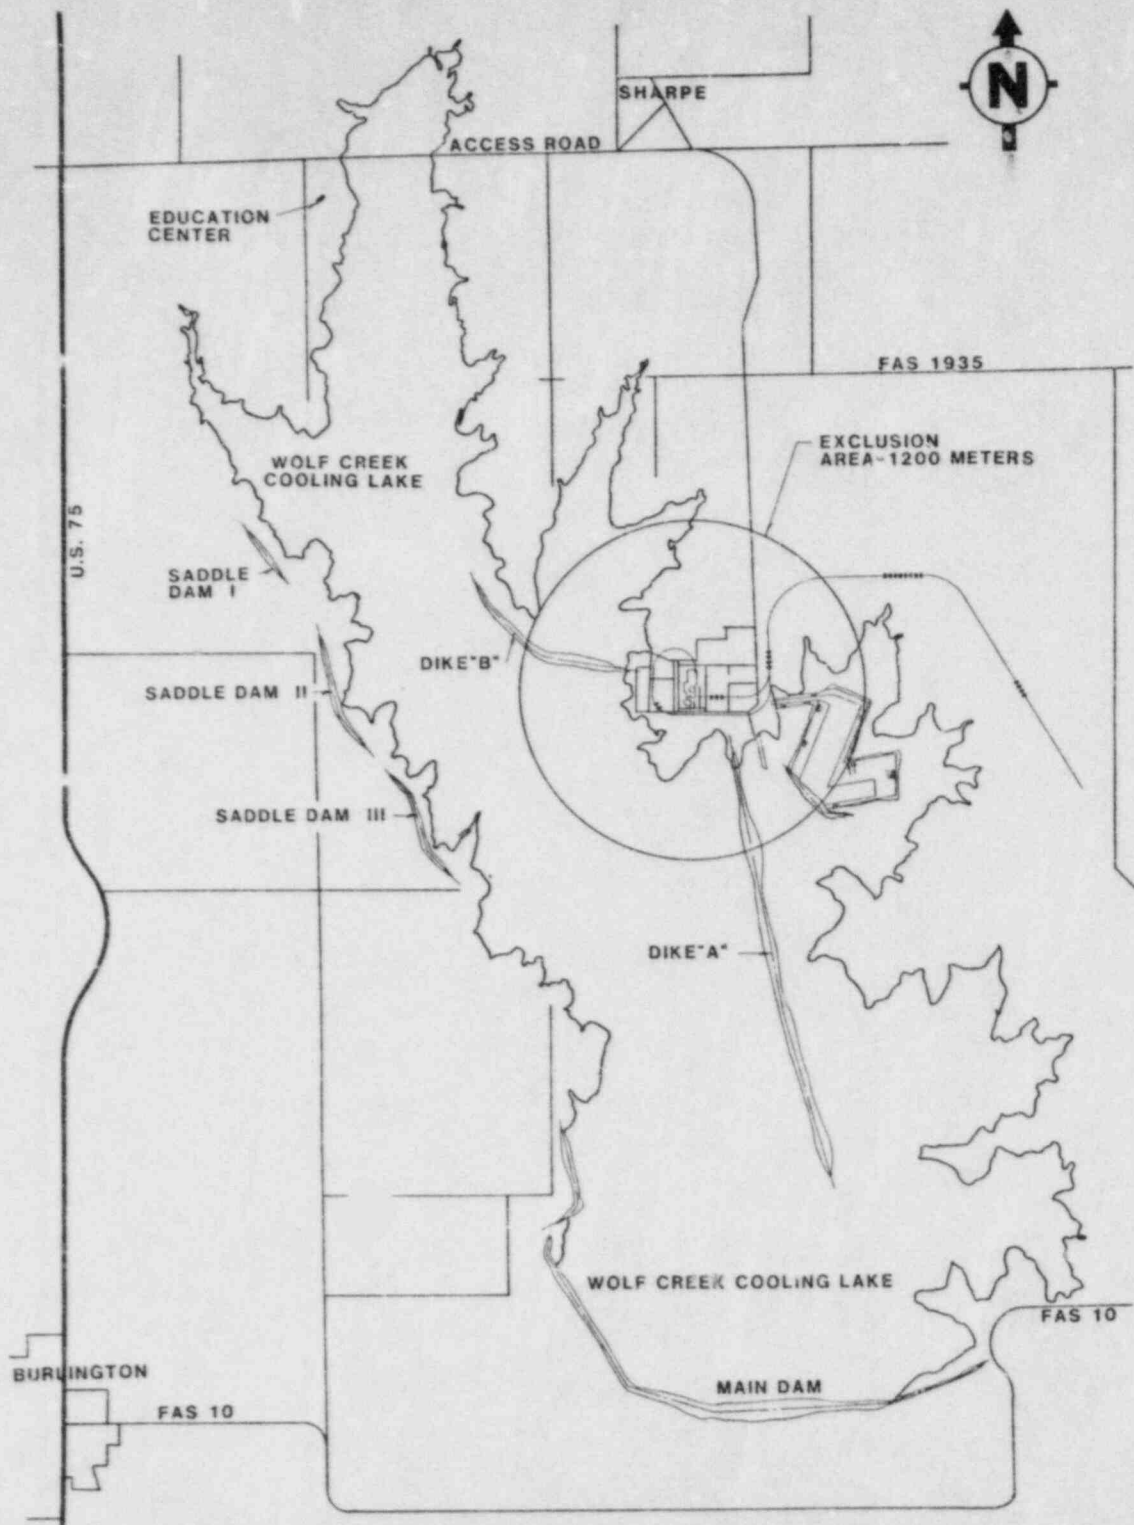 N
SHARPE
ACCESS ROAD
EDUCATION
CENTER
FAS 1935
EXCLUSION
AREA-1200 METERS
WOLF CREEK
COOLING LAKE
U.S. 75
SADDLE
DAM I
DIKE"B"
SADDLE DAM II
SADDLE DAM III
DIKE"A"
WOLF CREEK COOLING LAKE
FAS 10
BURLINGTON
MAIN DAM
FAS 10